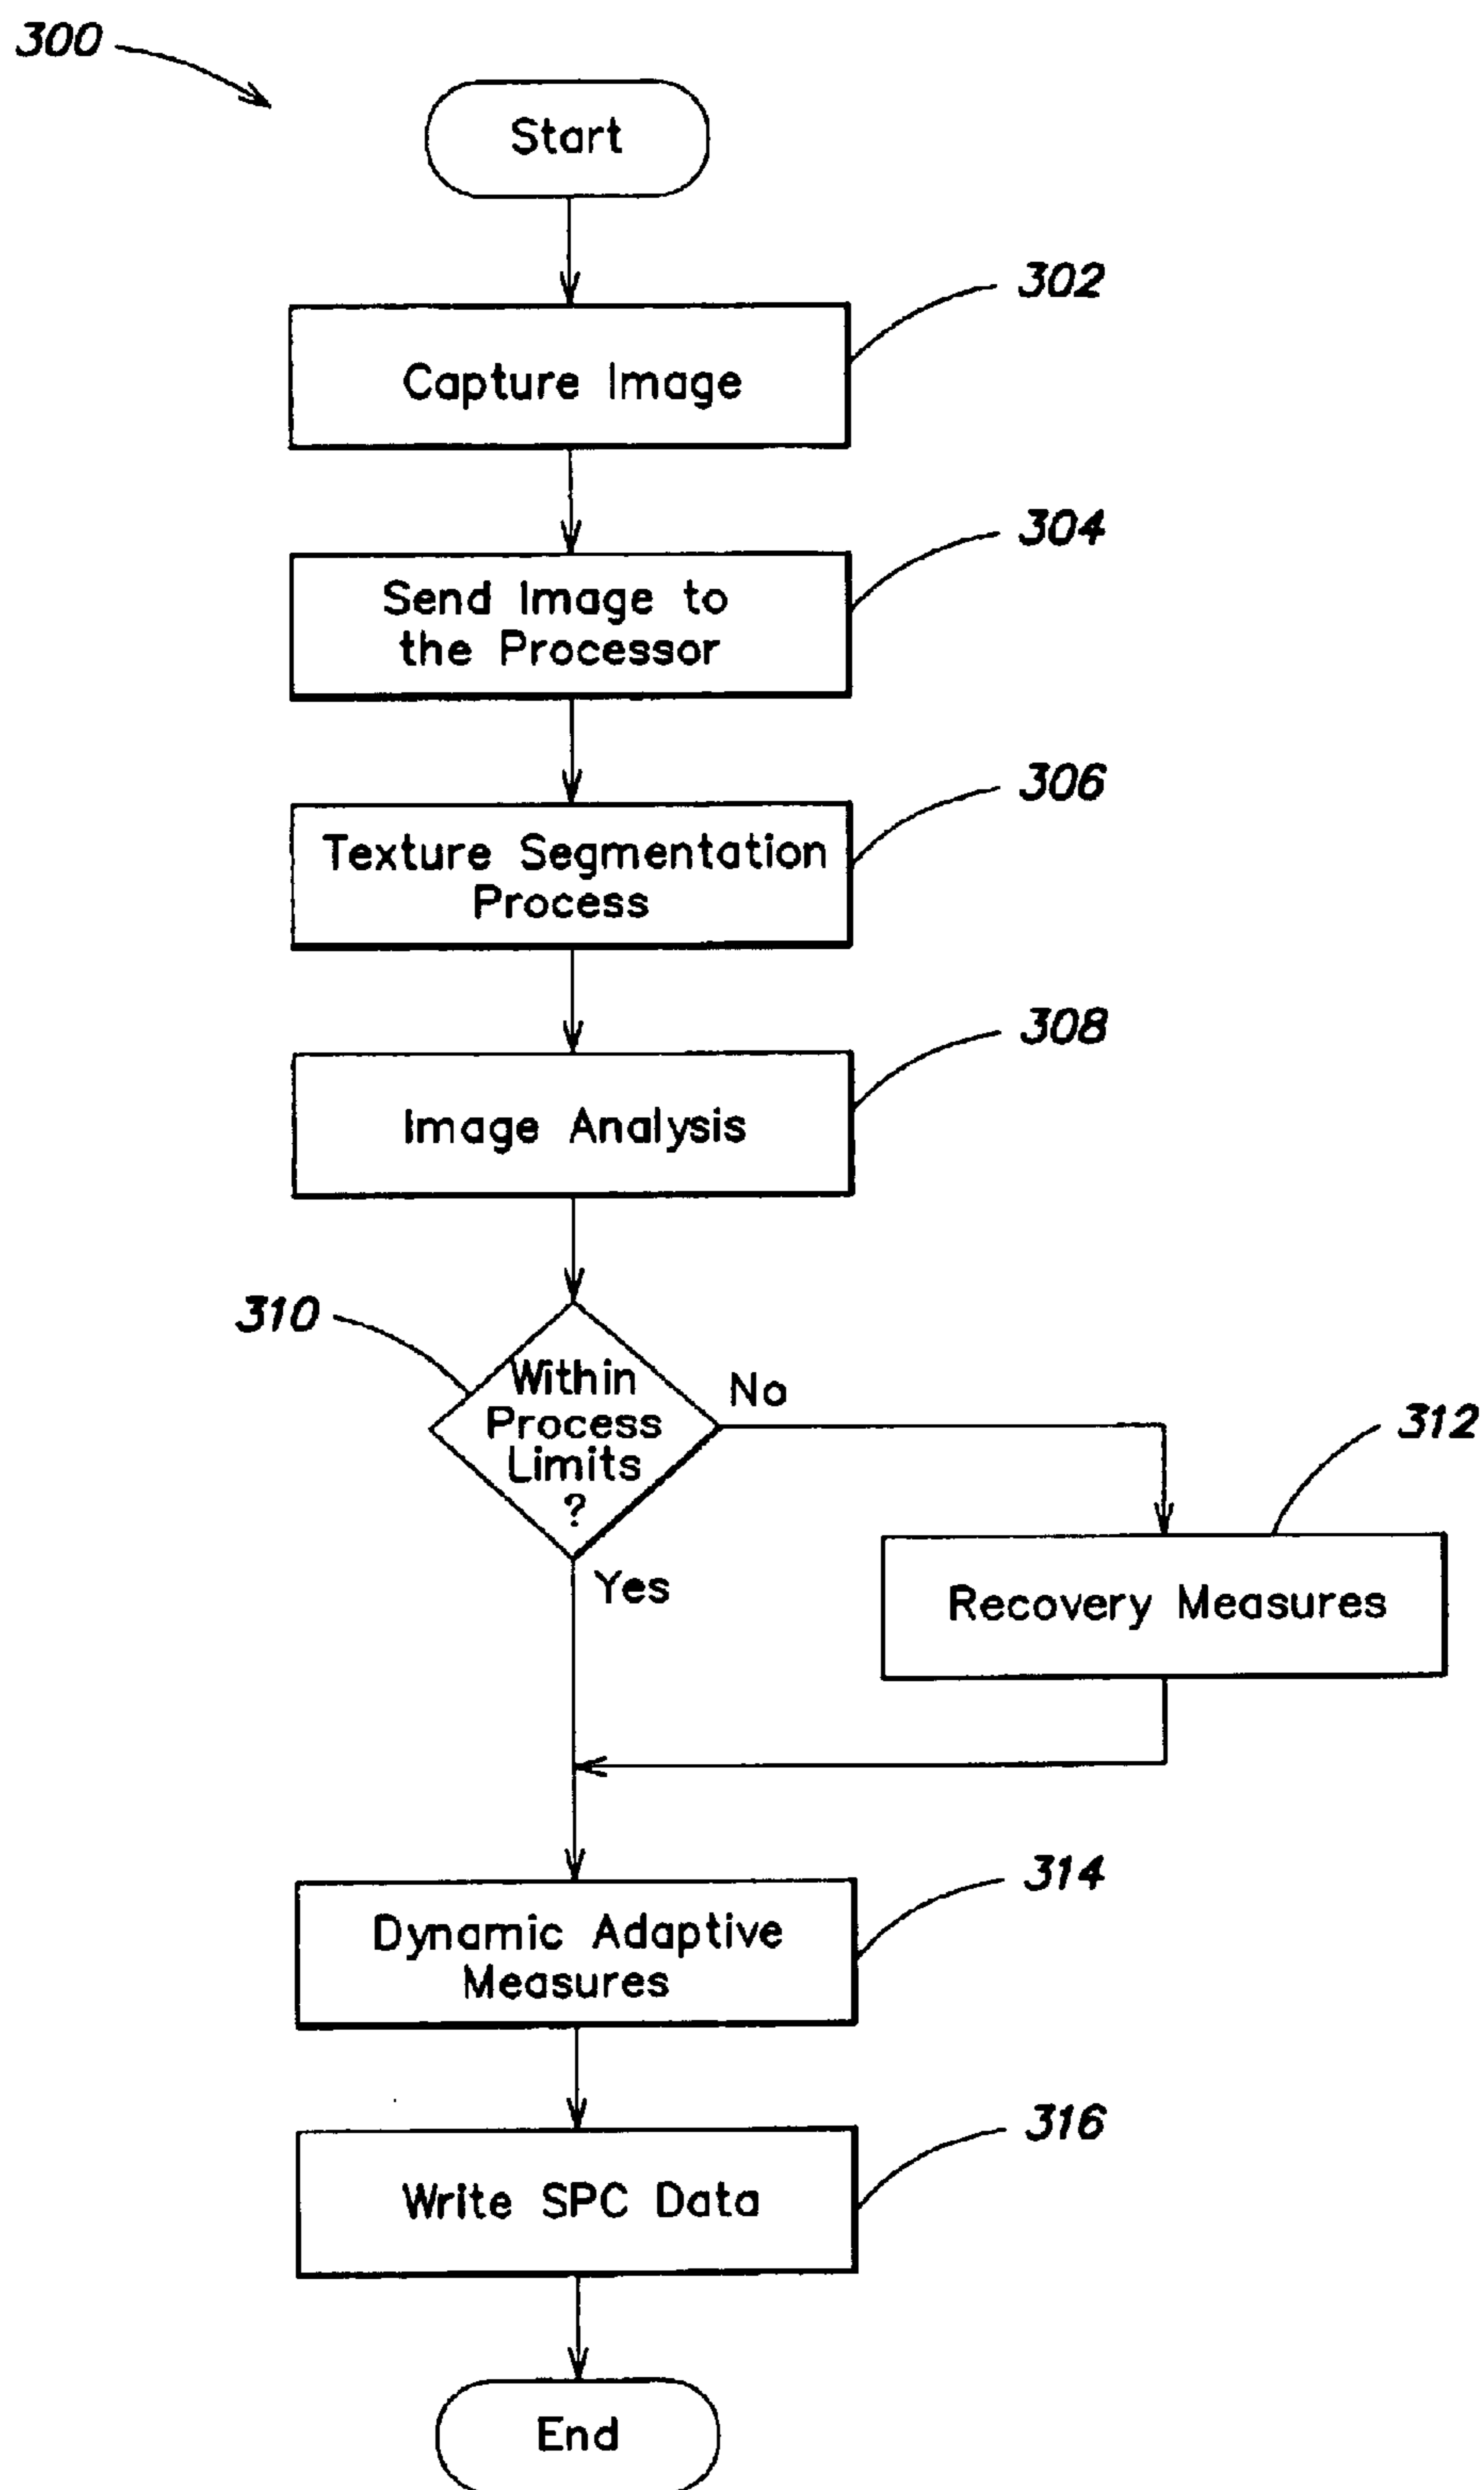 300
Start
302
Capture Image
304
Send Image to
the Processor
306
Texture Segmentation
Process
308
Image Analysis
310
Within
Process
Limits
?
No
Yes
312
Recovery Measures
314
Dynamic Adaptive
Measures
316
Write SPC Data
End